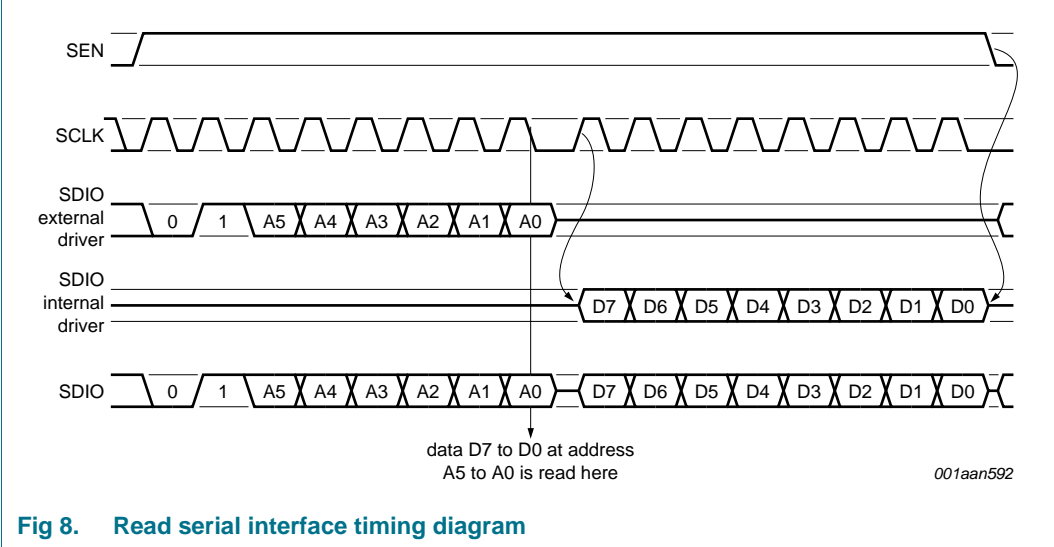 SEN
SCLK
SDIO
external
driver
0 1 A5 A4 A3 A2 A1 A0
SDIO
internal
driver
D7 D6 D5 D4 D3 D2 D1 D0
SDIO 0 1 A5 A4 A3 A2 A1 A0 D7 D6 D5 D4 D3 D2 D1 D0
data D7 to D0 at address
A5 to A0 is read here
001aan592
Fig 8. Read serial interface timing diagram